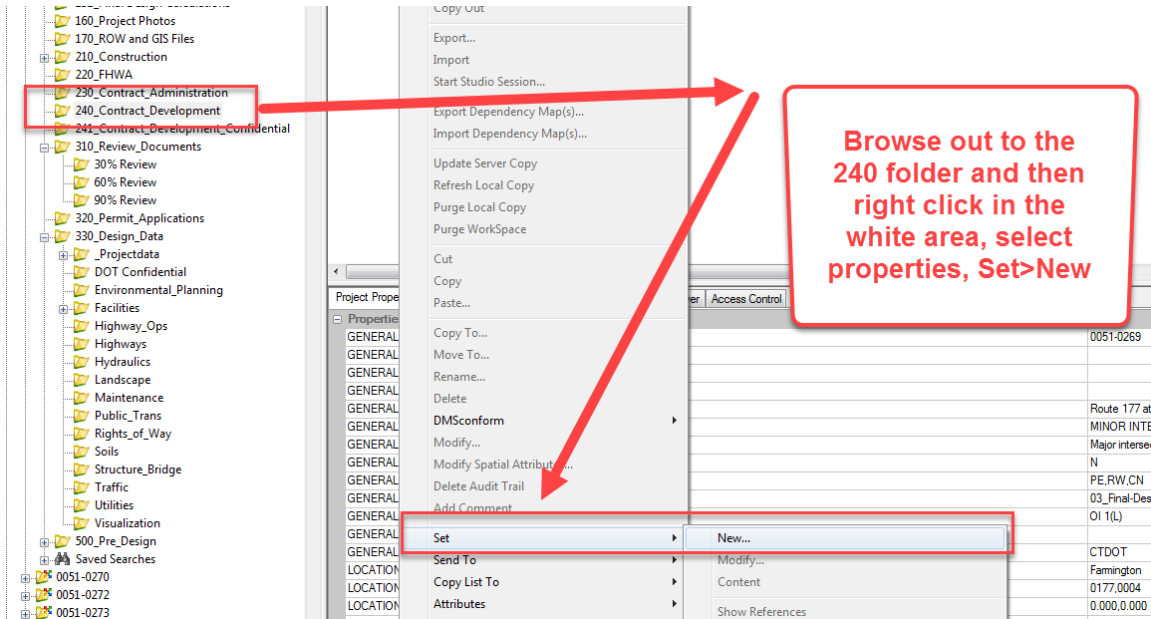 160_Project Photos
170_ROW and GIS Files
210_Construction
220_FHWA
230_Contract_Administration
240_Contract_Development
241_Contract_Development_Confidential
310_Review_Documents
30% Review
60% Review
90% Review
320_Permit_Applications
330_Design_Data
_Projectdata
DOT Confidential
Environmental_Planning
Facilities
Highway_Ops
Highways
Hydraulics
Landscape
Maintenance
Public_Trans
Rights_of_Way
Soils
Structure_Bridge
Traffic
Utilities
Visualization
500_Pre_Design
Saved Searches
0051-0270
0051-0272
0051-0273
Copy Out
Export...
Import
Start Studio Session...
Export Dependency Map(s)...
Import Dependency Map(s)...
Update Server Copy
Refresh Local Copy
Purge Local Copy
Purge WorkSpace
Cut
Copy
Paste...
Copy To...
Move To...
Rename...
Delete
DMSconform
Modify...
Modify Spatial
Delete Audit Trail
Add Comment
Set
Send To
Copy List To
Attributes
New...
Modify...
Content
Show References
Browse out to the
240 folder and then
right click in the
white area, select
properties, Set>New
Project Prope
er
Access Control
Propertie
GENERAL
0051-0269
GENERAL
GENERAL
GENERAL
GENERAL
Route 177 at
GENERAL
MINOR INTE
GENERAL
Major interse
GENERAL
N
GENERAL
PE,RW,CN
GENERAL
03_Final-Des
GENERAL
OI 1(L)
GENERAL
GENERAL
CTDOT
LOCATION
Farmington
LOCATION
0177,0004
LOCATION
0.000,0.000